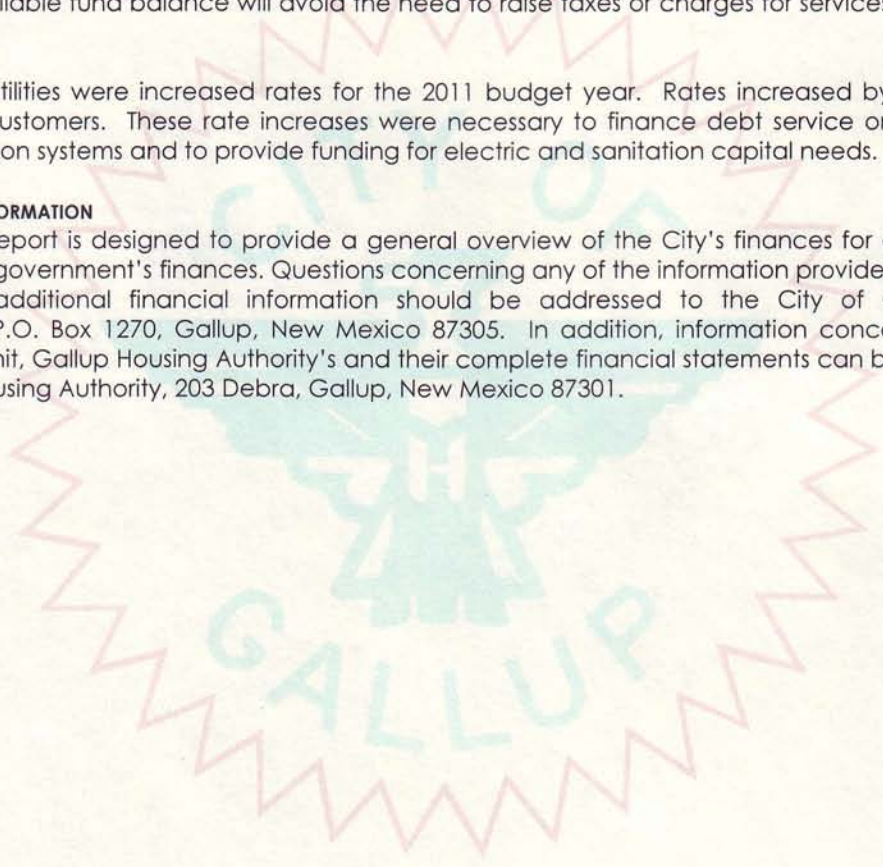 ilable fund balance will avoid the need to raise taxes or charges for services
tilities were increased rates for the 2011 budget year. Rates increased by
ustomers. These rate increases were necessary to finance debt service or
on systems and to provide funding for electric and sanitation capital needs.
ORMATION
eport is designed to provide a general overview of the City's finances for
government's finances. Questions concerning any of the information provide
additional financial information should be addressed to the City of
P.O. Box 1270, Gallup, New Mexico 87305. In addition, information conce
nit, Gallup Housing Authority's and their complete financial statements can b
using Authority, 203 Debra, Gallup, New Mexico 87301.
CITY OF
GALLUP